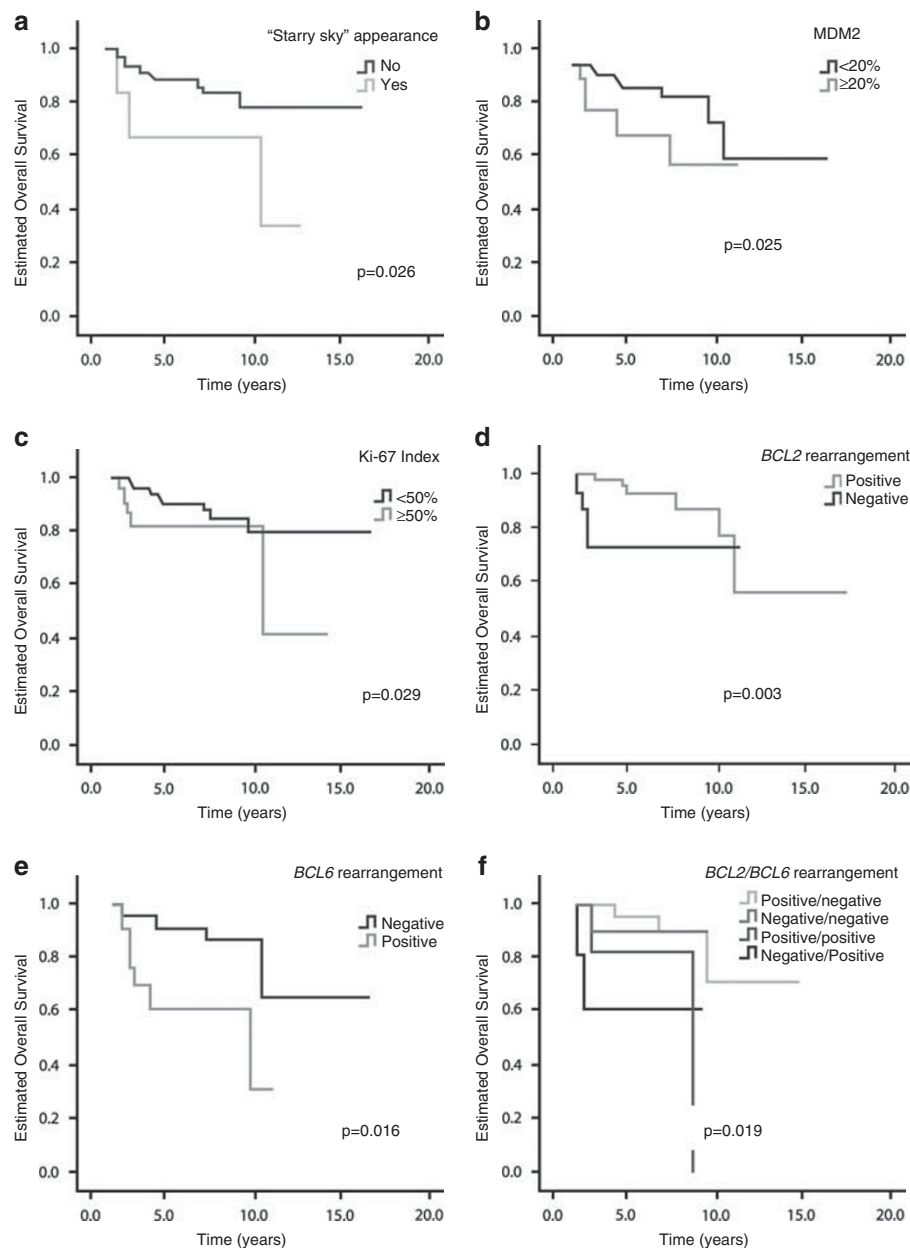 a
"Starry sky" appearance
No
Yes
Estimated Overall Survival
1.0
0.8
0.6
0.4
0.2
0.0
p=0.026
0.0 5.0 10.0 15.0 20.0
Time (years)
b
MDM2
<20%
≥20%
Estimated Overall Survival
1.0
0.8
0.6
0.4
0.2
0.0
p=0.025
0.0 5.0 10.0 15.0 20.0
Time (years)
c
Ki-67 Index
<50%
≥50%
Estimated Overall Survival
1.0
0.8
0.6
0.4
0.2
0.0
p=0.029
0.0 5.0 10.0 15.0 20.0
Time (years)
d
BCL2 rearrangement
Positive
Negative
Estimated Overall Survival
1.0
0.8
0.6
0.4
0.2
0.0
p=0.003
0.0 5.0 10.0 15.0 20.0
Time (years)
e
BCL6 rearrangement
Negative
Positive
Estimated Overall Survival
1.0
0.8
0.6
0.4
0.2
0.0
p=0.016
0.0 5.0 10.0 15.0 20.0
Time (years)
f
BCL2/BCL6 rearrangement
Positive/negative
Negative/negative
Positive/positive
Negative/Positive
Estimated Overall Survival
1.0
0.8
0.6
0.4
0.2
0.0
p=0.019
0.0 5.0 10.0 15.0 20.0
Time (years)